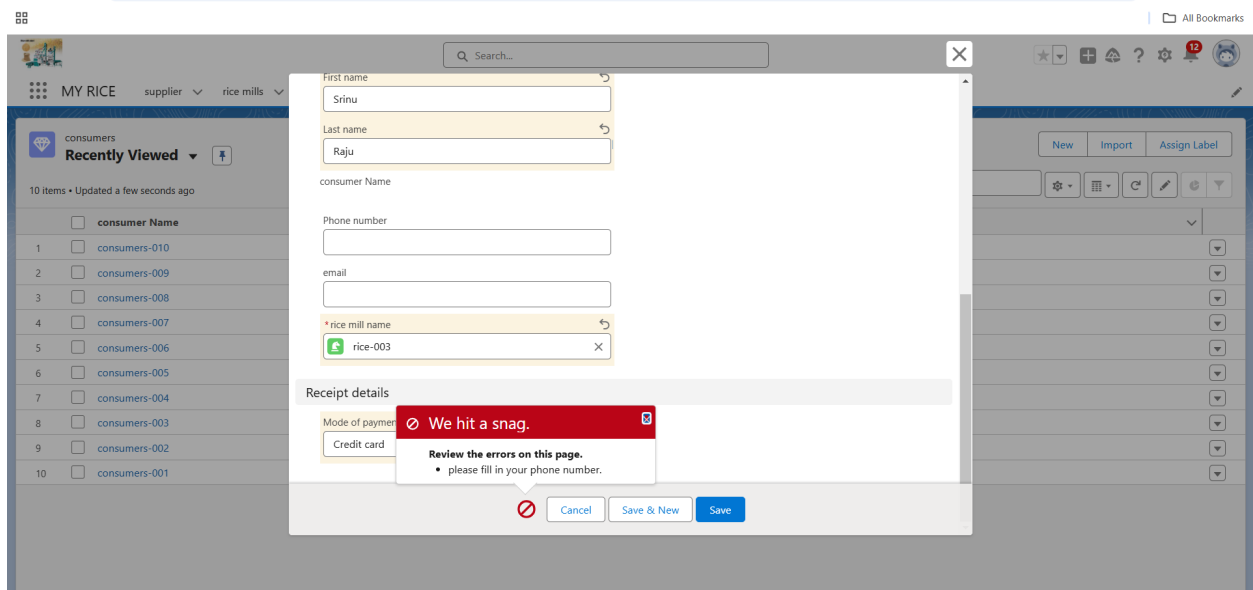 All Bookmarks
Search...
12
MY RICE supplier rice mills
consumers
Recently Viewed
New Import Assign Label
10 items • Updated a few seconds ago
consumer Name
1 consumers-010
2 consumers-009
3 consumers-008
4 consumers-007
5 consumers-006
6 consumers-005
7 consumers-004
8 consumers-003
9 consumers-002
10 consumers-001
First name
Srinu
Last name
Raju
consumer Name
Phone number
email
*rice mill name
rice-003
Receipt details
Mode of paymen
Credit card
We hit a snag.
Review the errors on this page.
• please fill in your phone number.
Cancel Save & New Save